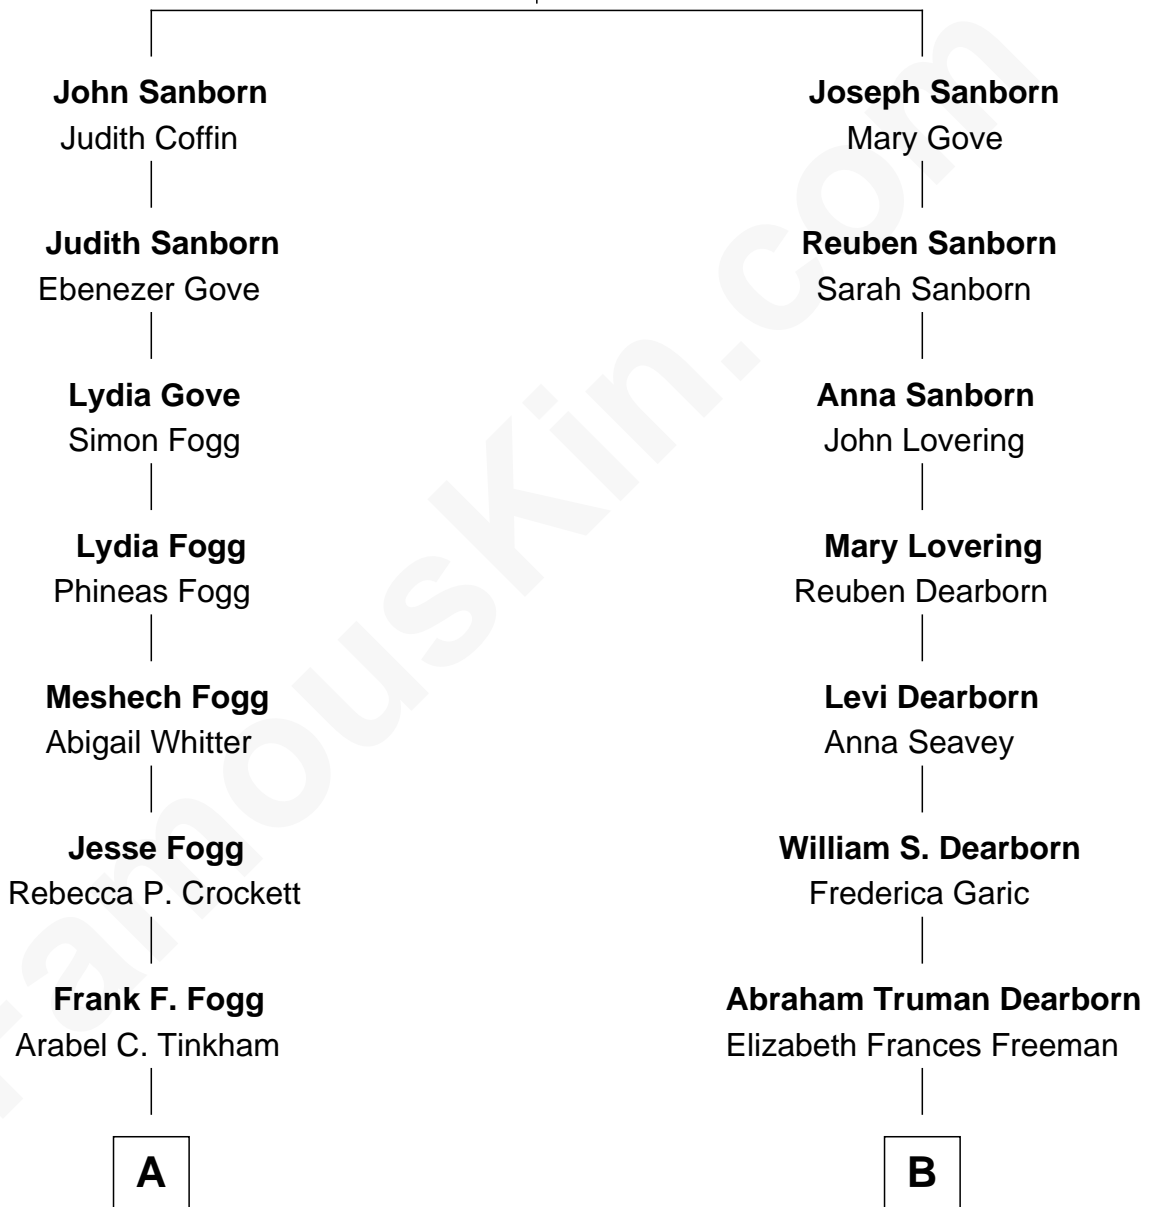 John Sanborn
Judith Coffin
Joseph Sanborn
Mary Gove
Judith Sanborn
Ebenezer Gove
Reuben Sanborn
Sarah Sanborn
Lydia Gove
Simon Fogg
Anna Sanborn
John Lovering
Lydia Fogg
Phineas Fogg
Mary Lovering
Reuben Dearborn
Meshech Fogg
Abigail Whitter
Levi Dearborn
Anna Seavey
Jesse Fogg
Rebecca P. Crockett
William S. Dearborn
Frederica Garic
Frank F. Fogg
Arabel C. Tinkham
Abraham Truman Dearborn
Elizabeth Frances Freeman
A
B
FamousKin.com